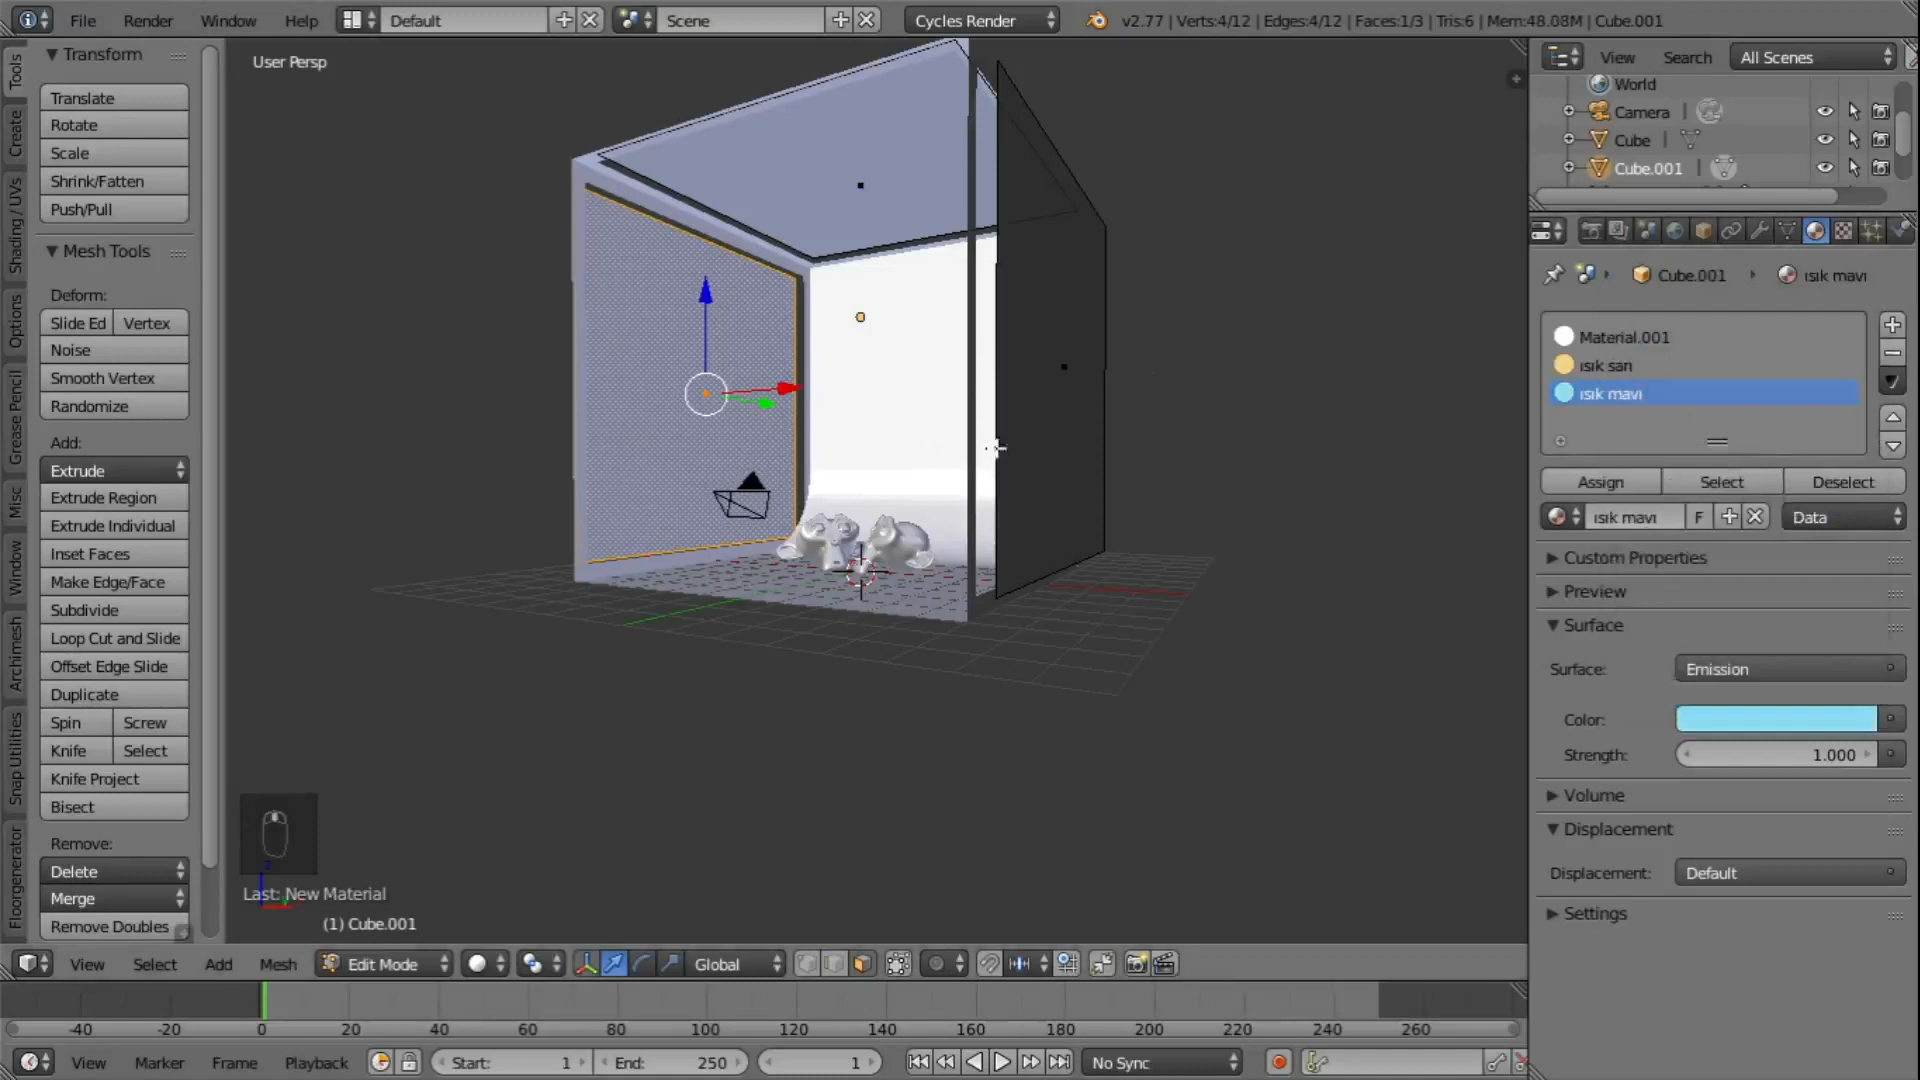 File Render Window Help Default Scene Cycles Render v2.77 | Verts:4/12 | Edges:4/12 | Faces:1/3 | Tris:6 | Mem:48.08M | Cube.001
Tools
Create
Shading / UVs
Options
Grease Pencil
Misc
Window
Archimesh
Snap Utilities
Floorgenerator
Transform
Translate
Rotate
Scale
Shrink/Fatten
Push/Pull
Mesh Tools
Deform:
Slide Ed Vertex
Noise
Smooth Vertex
Randomize
Add:
Extrude
Extrude Region
Extrude Individual
Inset Faces
Make Edge/Face
Subdivide
Loop Cut and Slide
Offset Edge Slide
Duplicate
Spin Screw
Knife Select
Knife Project
Bisect
Remove:
Delete
Merge
Remove Doubles
User Persp
Last: New Material
(1) Cube.001
View Search All Scenes
World
Camera
Cube
Cube.001
Cube.001 ısık mavı
Material.001
ısık sarı
ısık mavı
Assign Select Deselect
ısık mavı F Data
Custom Properties
Preview
Surface
Surface: Emission
Color:
Strength: 1.000
Volume
Displacement
Displacement: Default
Settings
View Select Add Mesh Edit Mode Global
-40 -20 0 20 40 60 80 100 120 140 160 180 200 220 240 260
View Marker Frame Playback Start: 1 End: 250 1 No Sync